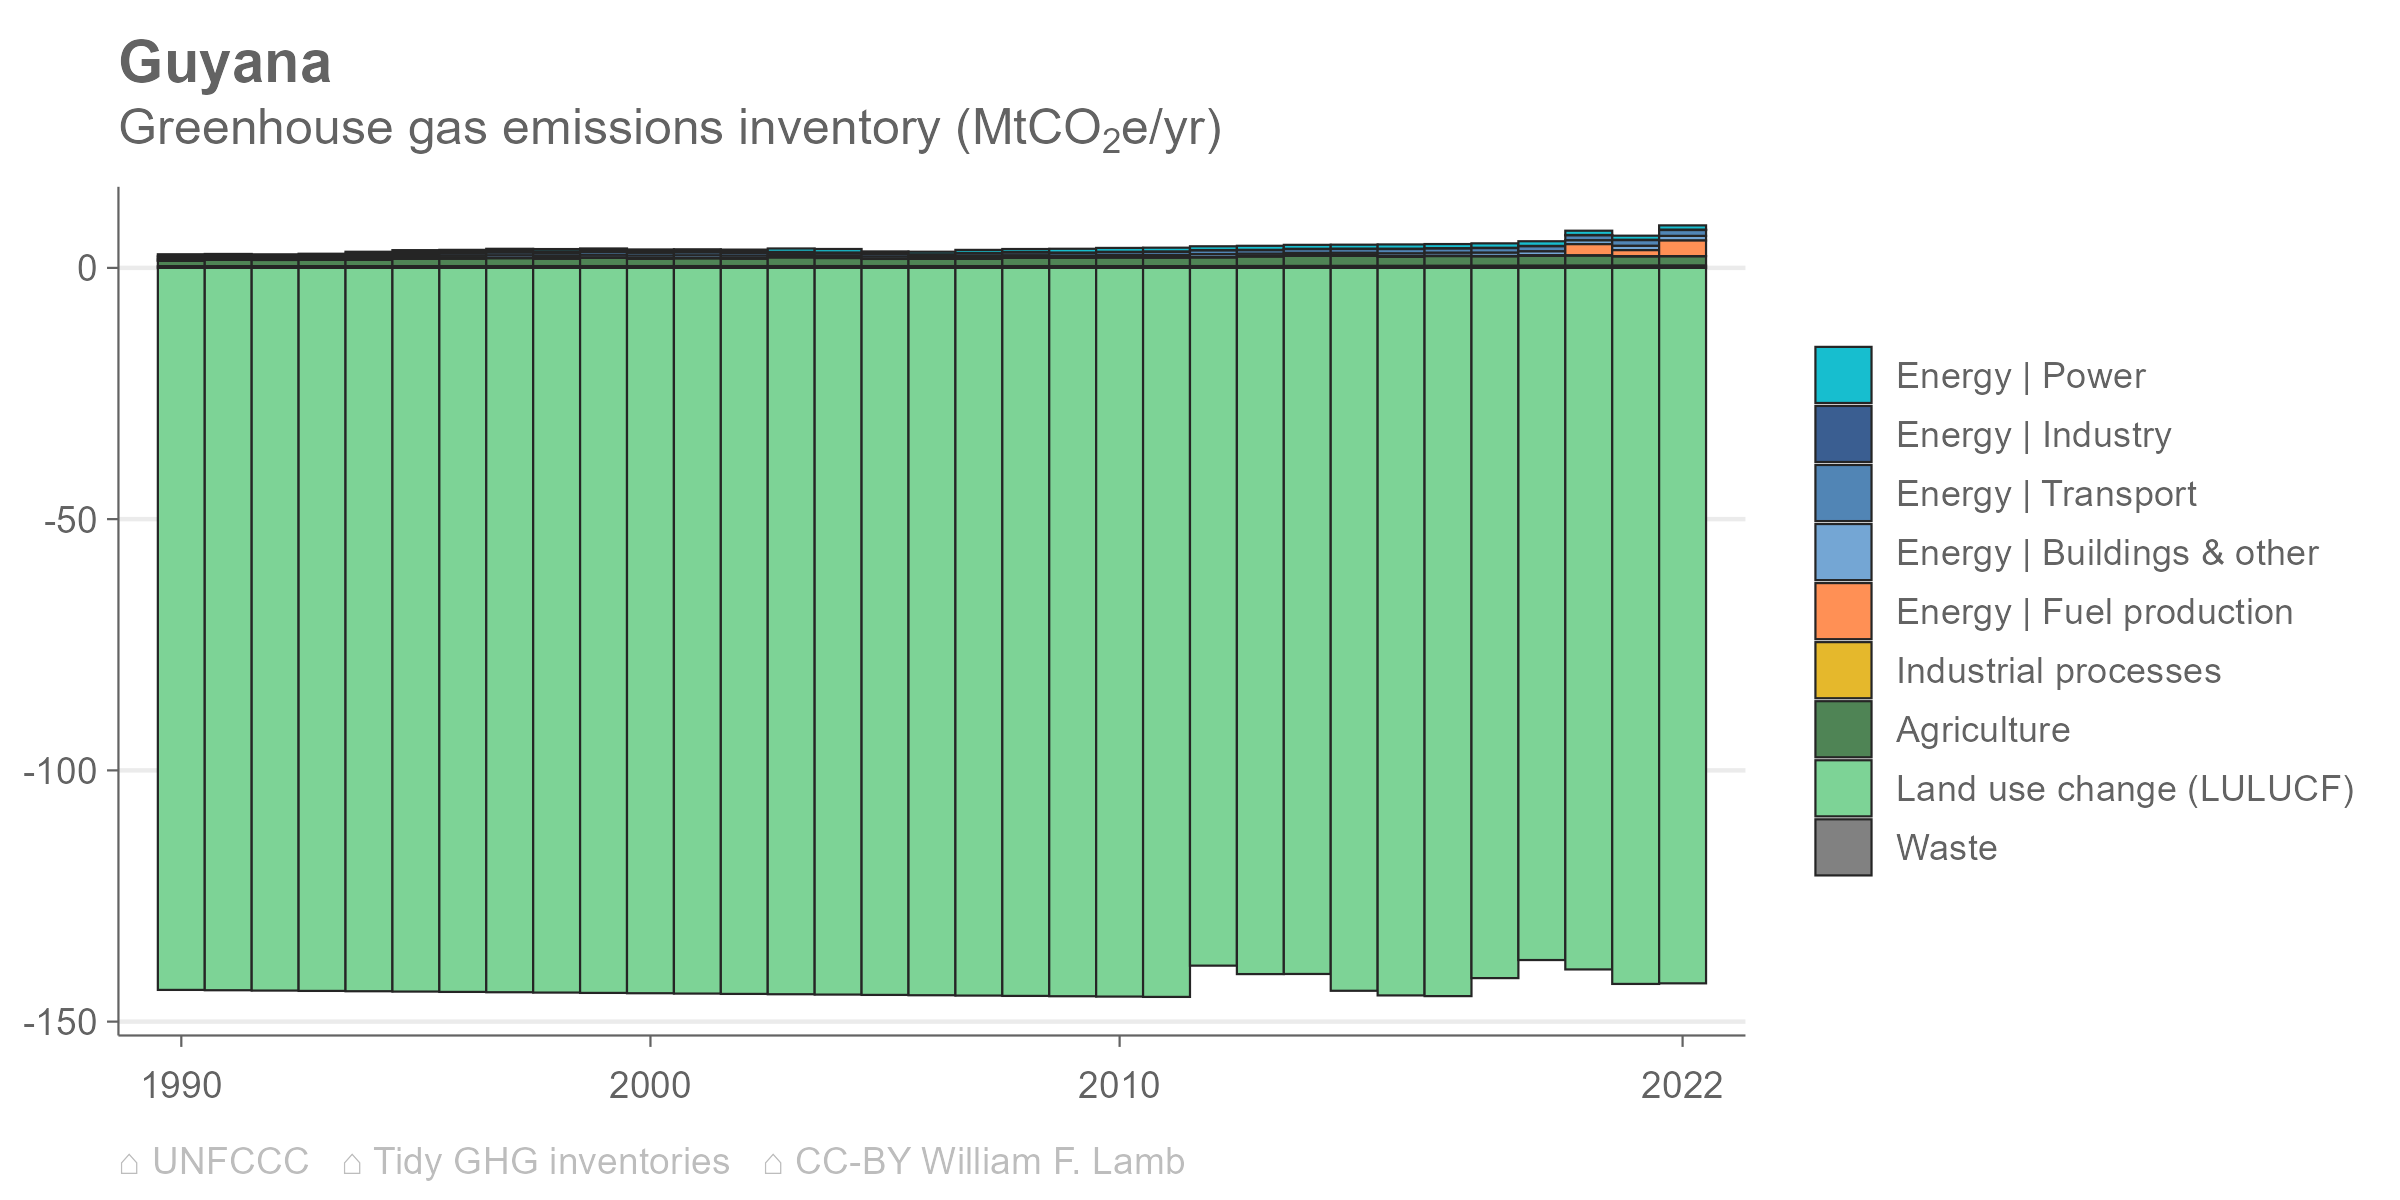 Guyana
Greenhouse gas emissions inventory (MtCO₂e/yr)
0
-50
-100
-150
1990
2000
2010
2022
Energy | Power
Energy | Industry
Energy | Transport
Energy | Buildings & other
Energy | Fuel production
Industrial processes
Agriculture
Land use change (LULUCF)
Waste
⌂ UNFCCC ⌂ Tidy GHG inventories ⌂ CC-BY William F. Lamb